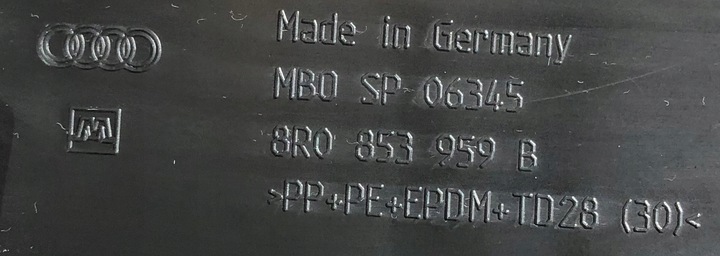 Made in Germany
MBO SP 06345
8R0 853 959 B
>PP+PE+EPDM+TD28 (30)<